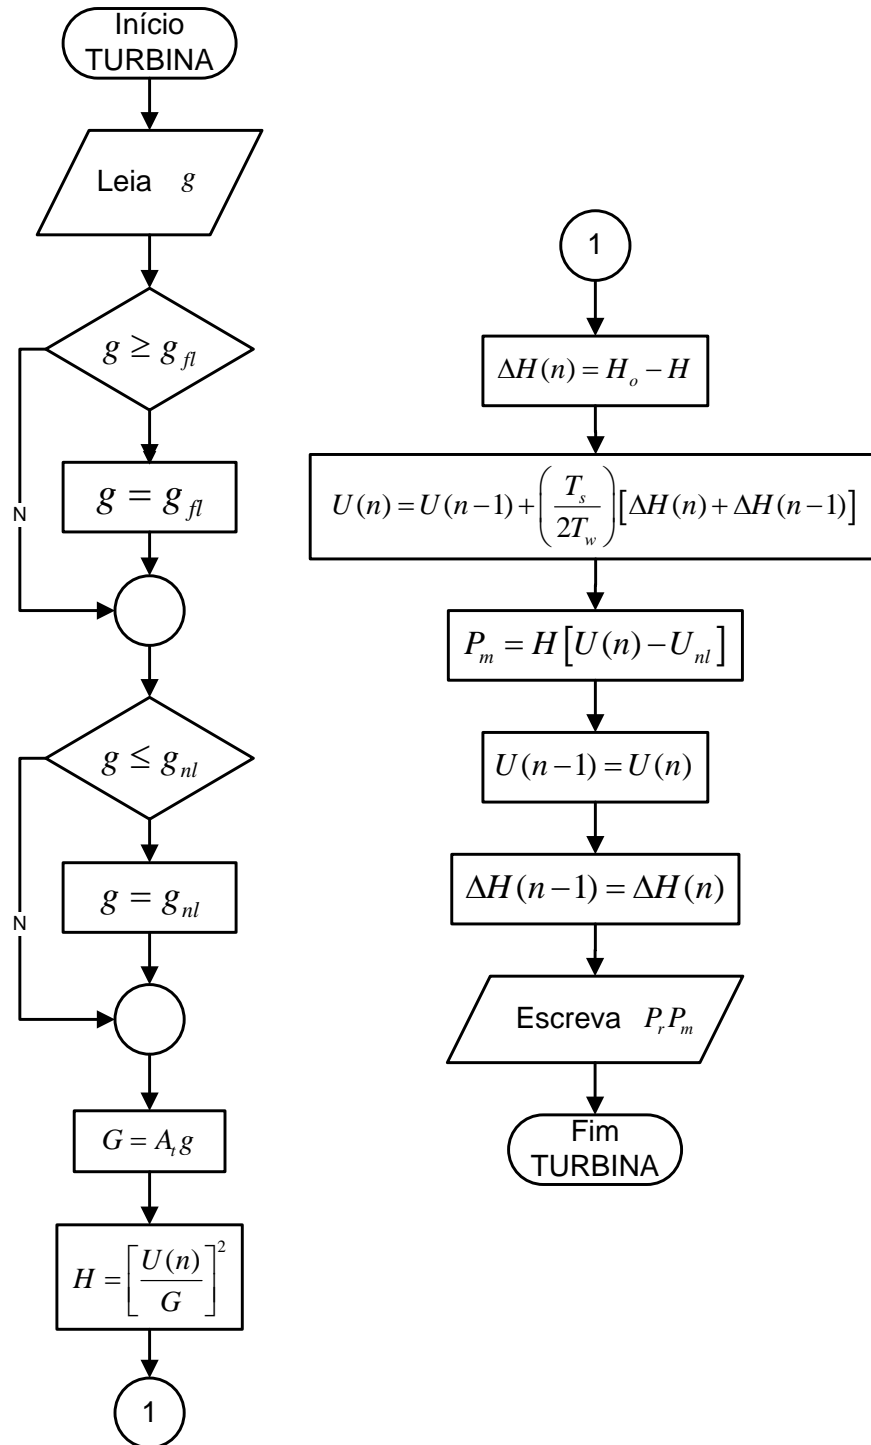 Início
TURBINA
Leia g
g ≥ g_fl
g = g_fl
N
g ≤ g_nl
g = g_nl
N
G = A_t g
H = [U(n)/G]^2
1
1
ΔH(n) = H_o − H
U(n) = U(n−1) + (T_s/2T_w)[ΔH(n) + ΔH(n−1)]
P_m = H[U(n) − U_nl]
U(n−1) = U(n)
ΔH(n−1) = ΔH(n)
Escreva P_r P_m
Fim
TURBINA